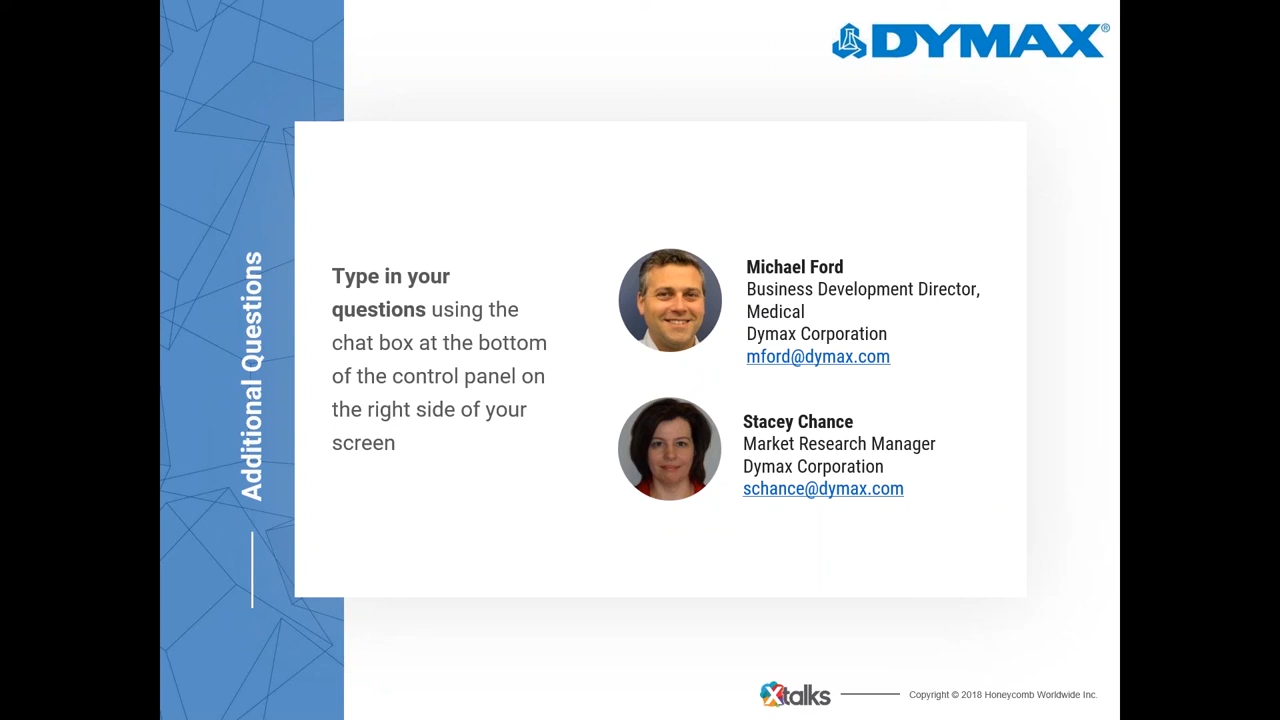 DYMAX®
Additional Questions
Type in your
questions using the
chat box at the bottom
of the control panel on
the right side of your
screen
Michael Ford
Business Development Director,
Medical
Dymax Corporation
mford@dymax.com
Stacey Chance
Market Research Manager
Dymax Corporation
schance@dymax.com
Xtalks
Copyright © 2018 Honeycomb Worldwide Inc.